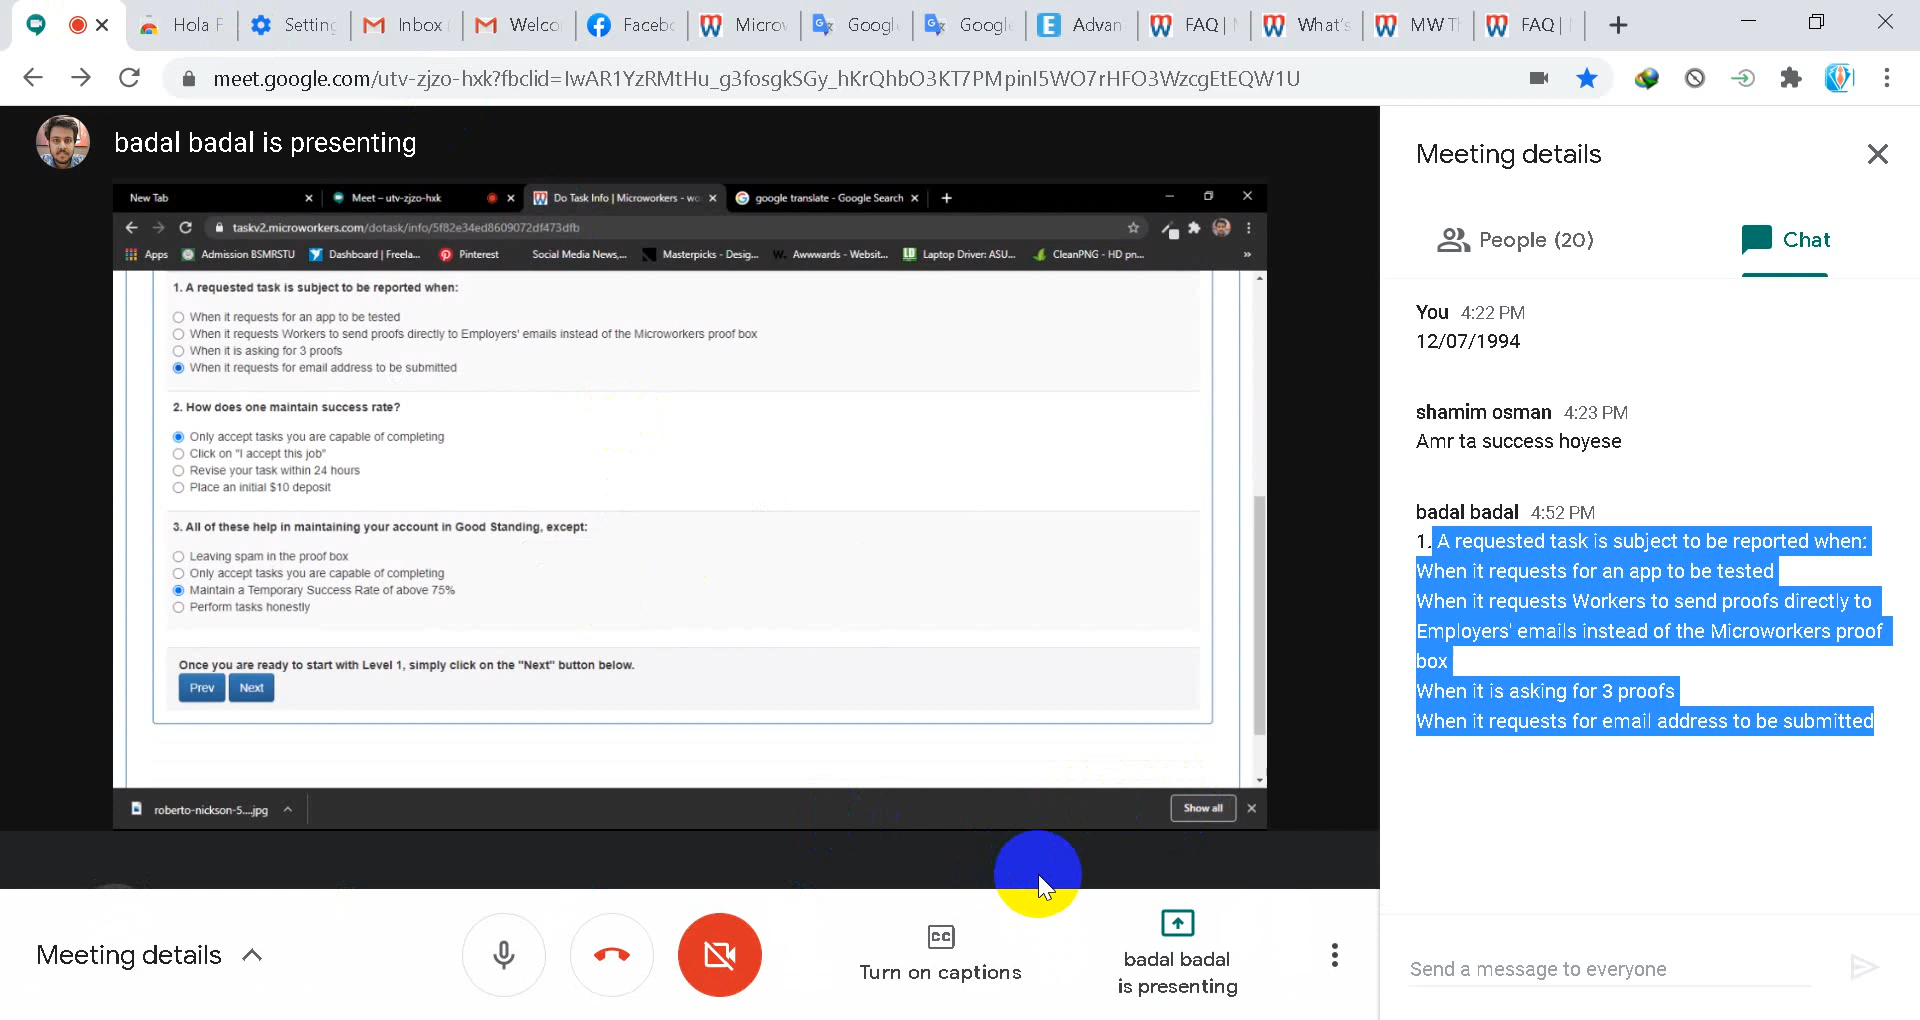 Hola F
Setting
Inbox
Welco
Facebo
Microw
Google
Google
Advan
FAQ |
What's
MW T
FAQ |
meet.google.com/utv-zjzo-hxk?fbclid=IwAR1YzRMtHu_g3fosgkSGy_hKrQhbO3KT7PMpinI5WO7rHFO3WzcgEtEQW1U
badal badal is presenting
New Tab
Meet – utv-zjzo-hxk
Do Task Info | Microworkers - wo
google translate - Google Search
taskv2.microworkers.com/dotask/info/5f82e34ed8609072df473dfb
Apps
Admission BSMRSTU
Dashboard | Freela...
Pinterest
Social Media News,...
Masterpicks - Desig...
Awwwards - Websit...
Laptop Driver: ASU...
CleanPNG - HD pn...
»
1. A requested task is subject to be reported when:
When it requests for an app to be tested
When it requests Workers to send proofs directly to Employers' emails instead of the Microworkers proof box
When it is asking for 3 proofs
When it requests for email address to be submitted
2. How does one maintain success rate?
Only accept tasks you are capable of completing
Click on "I accept this job"
Revise your task within 24 hours
Place an initial $10 deposit
3. All of these help in maintaining your account in Good Standing, except:
Leaving spam in the proof box
Only accept tasks you are capable of completing
Maintain a Temporary Success Rate of above 75%
Perform tasks honestly
Once you are ready to start with Level 1, simply click on the "Next" button below.
Prev
Next
roberto-nickson-5....jpg
Show all
Meeting details
Turn on captions
badal badal
is presenting
Meeting details
People (20)
Chat
You 4:22 PM
12/07/1994
shamim osman 4:23 PM
Amr ta success hoyese
badal badal 4:52 PM
1. A requested task is subject to be reported when:
When it requests for an app to be tested
When it requests Workers to send proofs directly to
Employers' emails instead of the Microworkers proof
box
When it is asking for 3 proofs
When it requests for email address to be submitted
Send a message to everyone